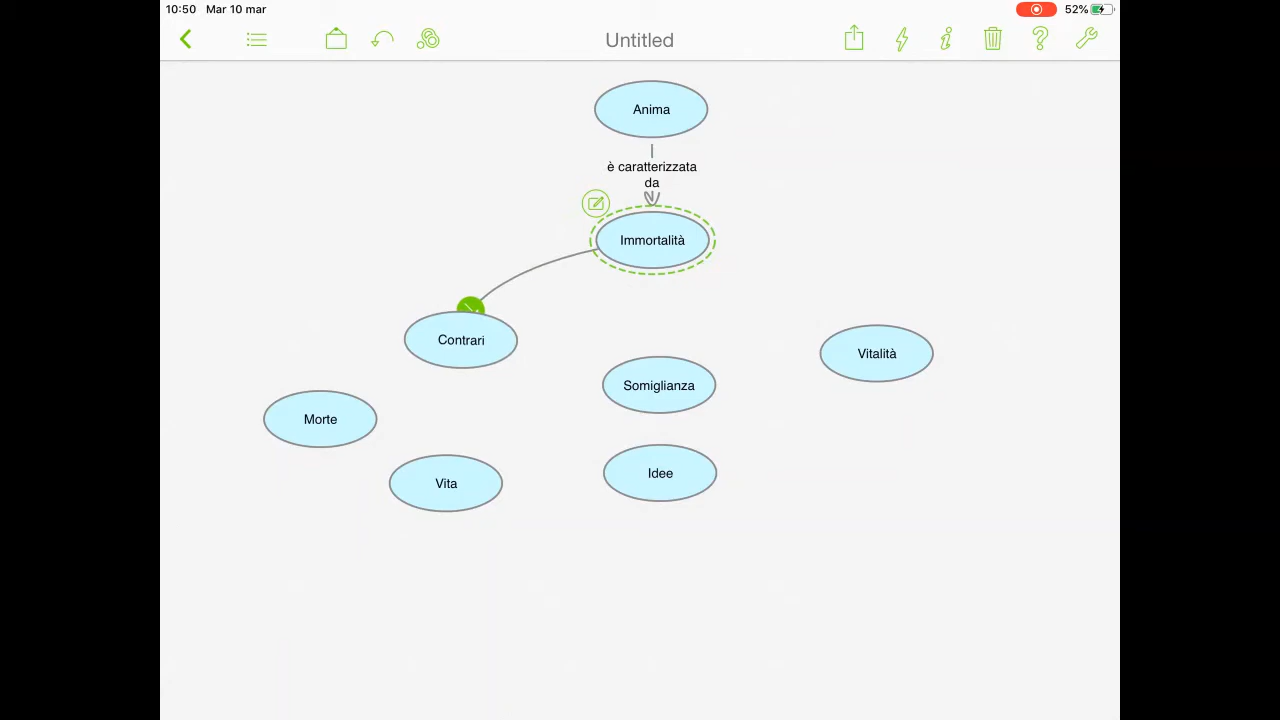 10:50 Mar 10 mar
52%
Untitled
Anima
è caratterizzata
da
Immortalità
Contrari
Vitalità
Somiglianza
Morte
Idee
Vita